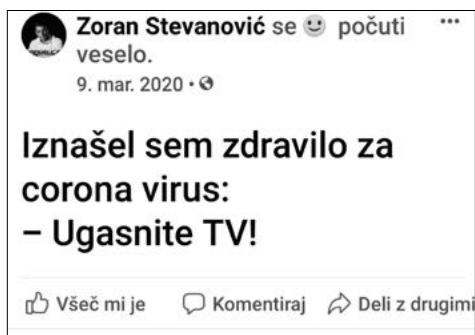 Zoran Stevanović se 🙂 počuti
veselo.
9. mar. 2020 •
Iznašel sem zdravilo za
corona virus:
– Ugasnite TV!
Všeč mi je Komentiraj Deli z drugimi